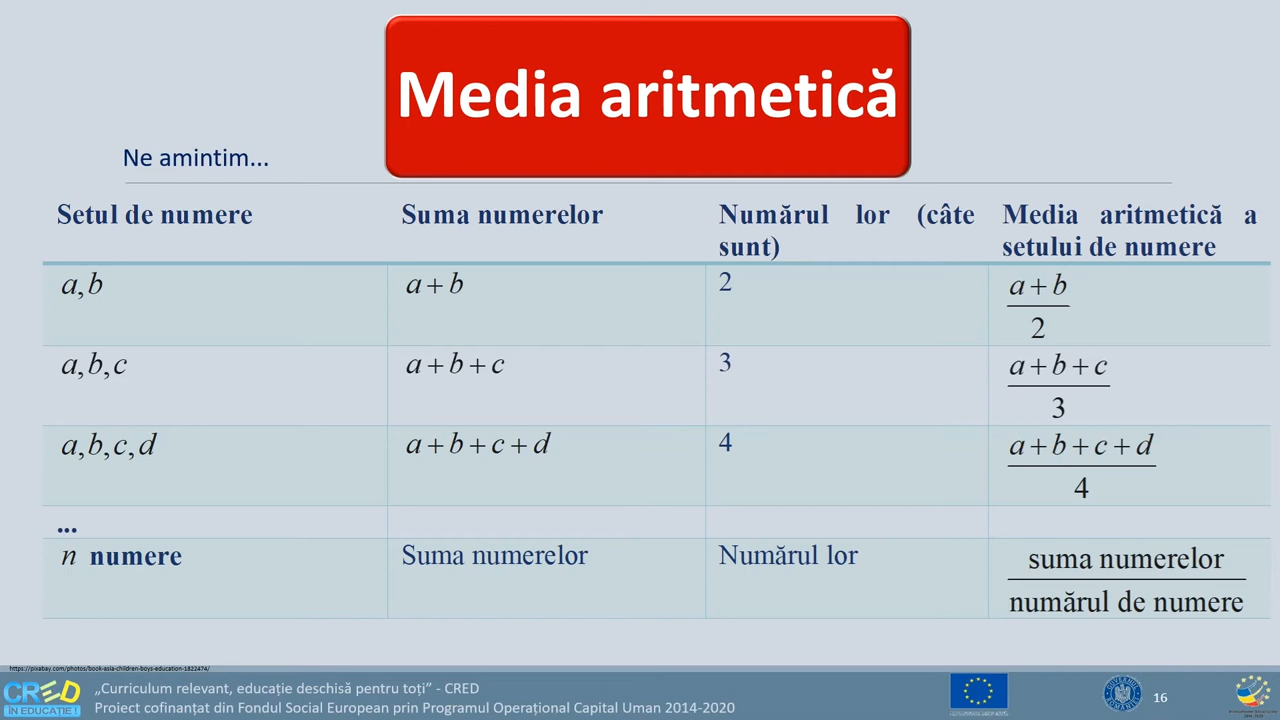 Media aritmetică
Ne amintim...
Setul de numere
Suma numerelor
Numărul lor (câte
sunt)
Media aritmetică a
setului de numere
a,b
a+b
2
a+b
2
a,b,c
a+b+c
3
a+b+c
3
a,b,c,d
a+b+c+d
4
a+b+c+d
4
...
n numere
Suma numerelor
Numărul lor
suma numerelor
numărul de numere
https://pixabay.com/photos/book-asia-children-boys-education-1822474/
CRED
ÎN EDUCAȚIE !
„Curriculum relevant, educație deschisă pentru toți” - CRED
Proiect cofinanțat din Fondul Social European prin Programul Operațional Capital Uman 2014-2020
16